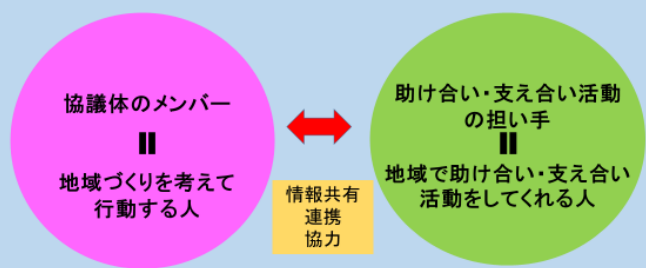 協議体のメンバー
＝
地域づくりを考えて
行動する人
情報共有
連携
協力
助け合い・支え合い活動
の担い手
＝
地域で助け合い・支え合い
活動をしてくれる人